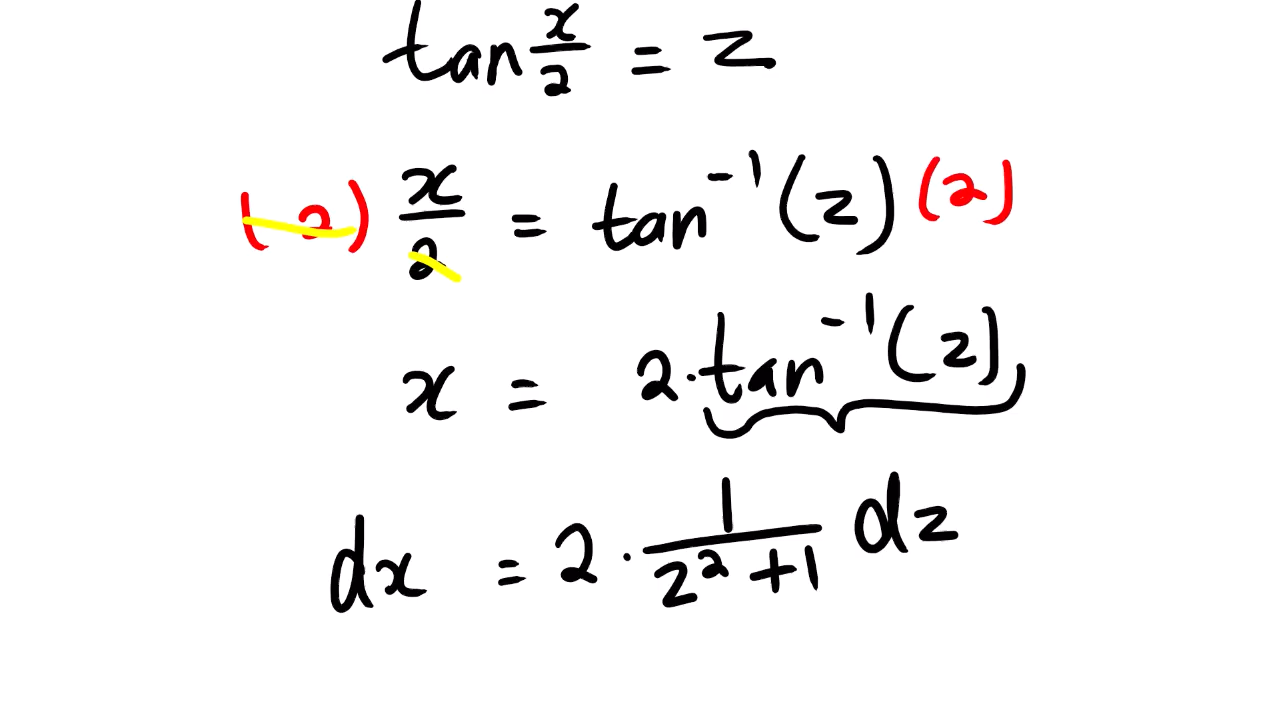 tan x/2 = z
(2) x/2 = tan⁻¹(z) (2)
x = 2·tan⁻¹(z)
dx = 2· 1/(z²+1) dz